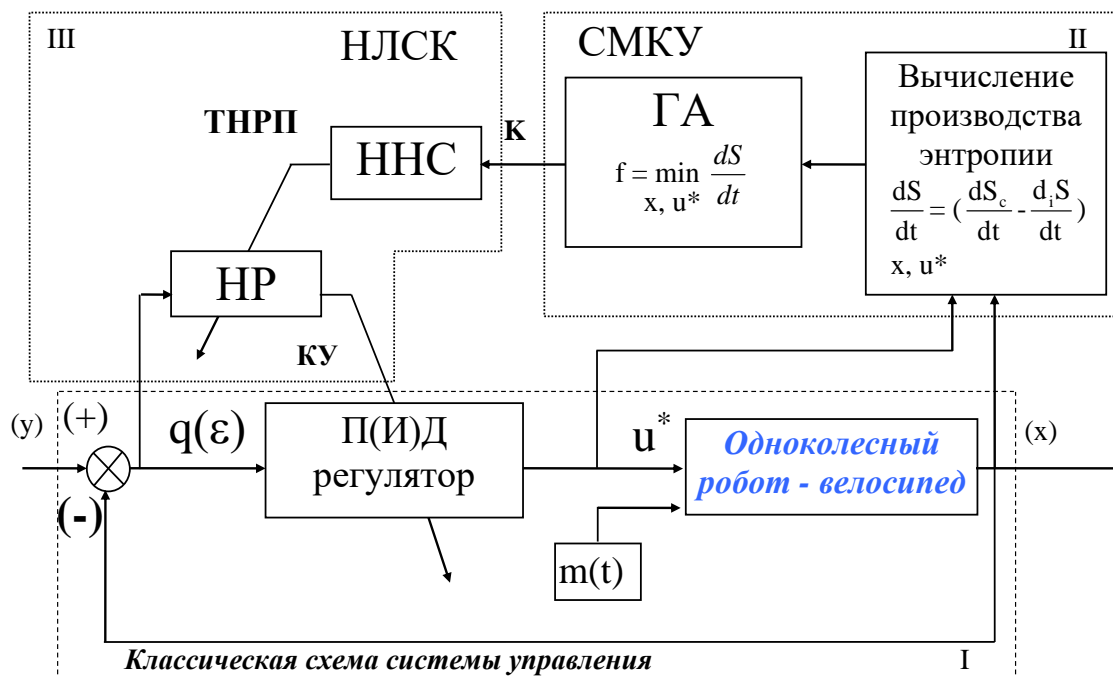 III
НЛСК
СМКУ
II
ТНРП
К
ННС
ГА
f = min dS/dt
x, u*
Вычисление
производства
энтропии
dS/dt = (dS_c/dt - d_iS/dt)
x, u*
НР
КУ
(y)
(+)
(-)
q(ε)
П(И)Д
регулятор
u*
Одноколесный
робот - велосипед
(x)
m(t)
Классическая схема системы управления
I